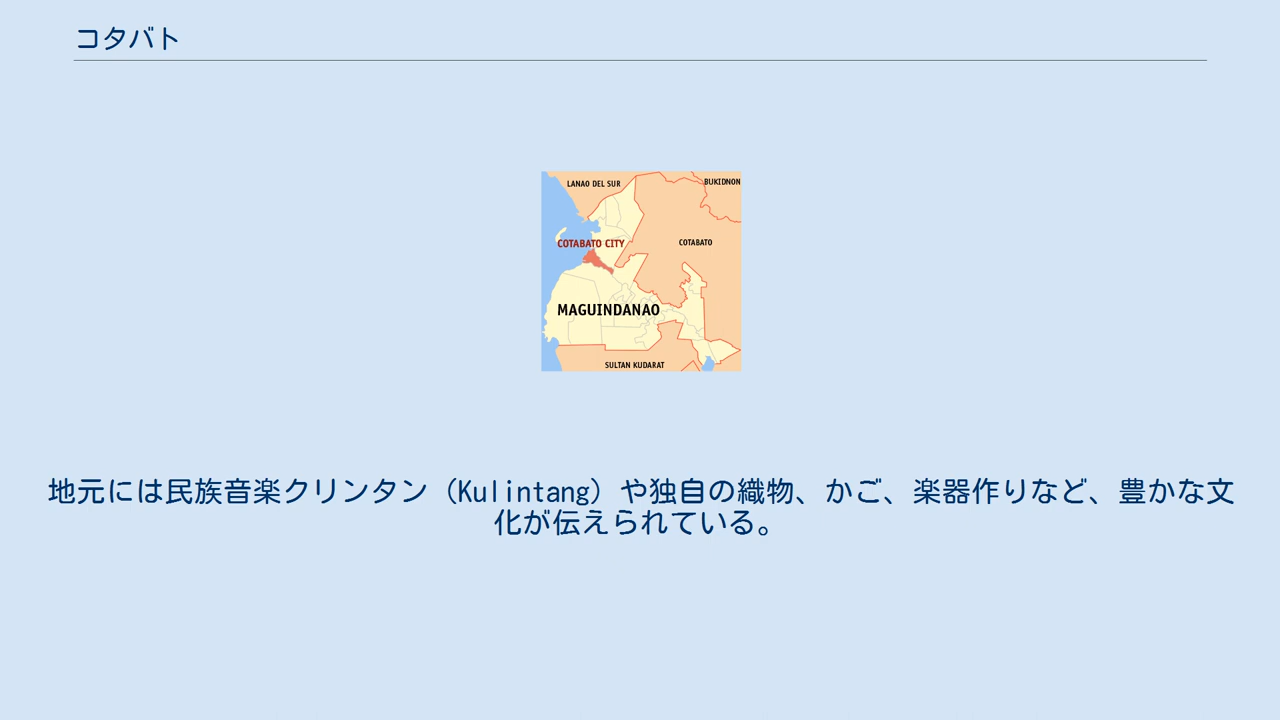 コタバト
LANAO DEL SUR
BUKIDNON
COTABATO CITY
COTABATO
MAGUINDANAO
SULTAN KUDARAT
地元には民族音楽クリンタン（Kulintang）や独自の織物、かご、楽器作りなど、豊かな文
化が伝えられている。